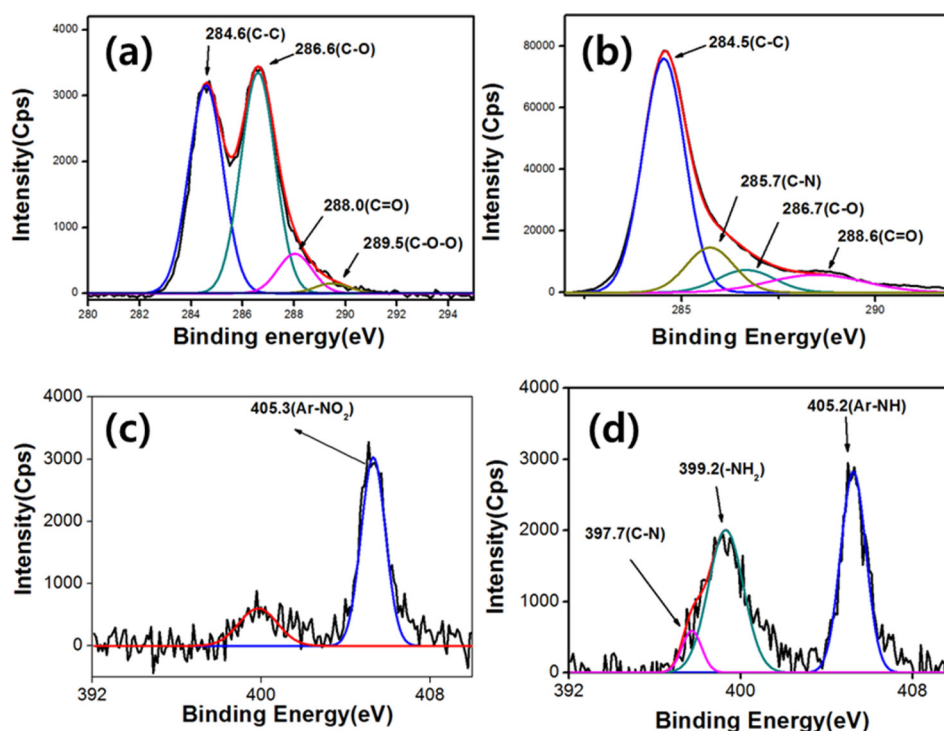 (a)
284.6(C-C)
286.6(C-O)
288.0(C=O)
289.5(C-O-O)
4000
3000
2000
1000
0
Intensity(Cps)
280 282 284 286 288 290 292 294
Binding energy(eV)
(b)
284.5(C-C)
285.7(C-N)
286.7(C-O)
288.6(C=O)
80000
60000
40000
20000
0
Intensity (Cps)
285 290
Binding Energy(eV)
(c)
405.3(Ar-NO₂)
4000
3000
2000
1000
0
Intensity(Cps)
392 400 408
Binding Energy(eV)
(d)
405.2(Ar-NH)
399.2(-NH₂)
397.7(C-N)
4000
3000
2000
1000
0
Intensity(Cps)
392 400 408
Binding Energy(eV)